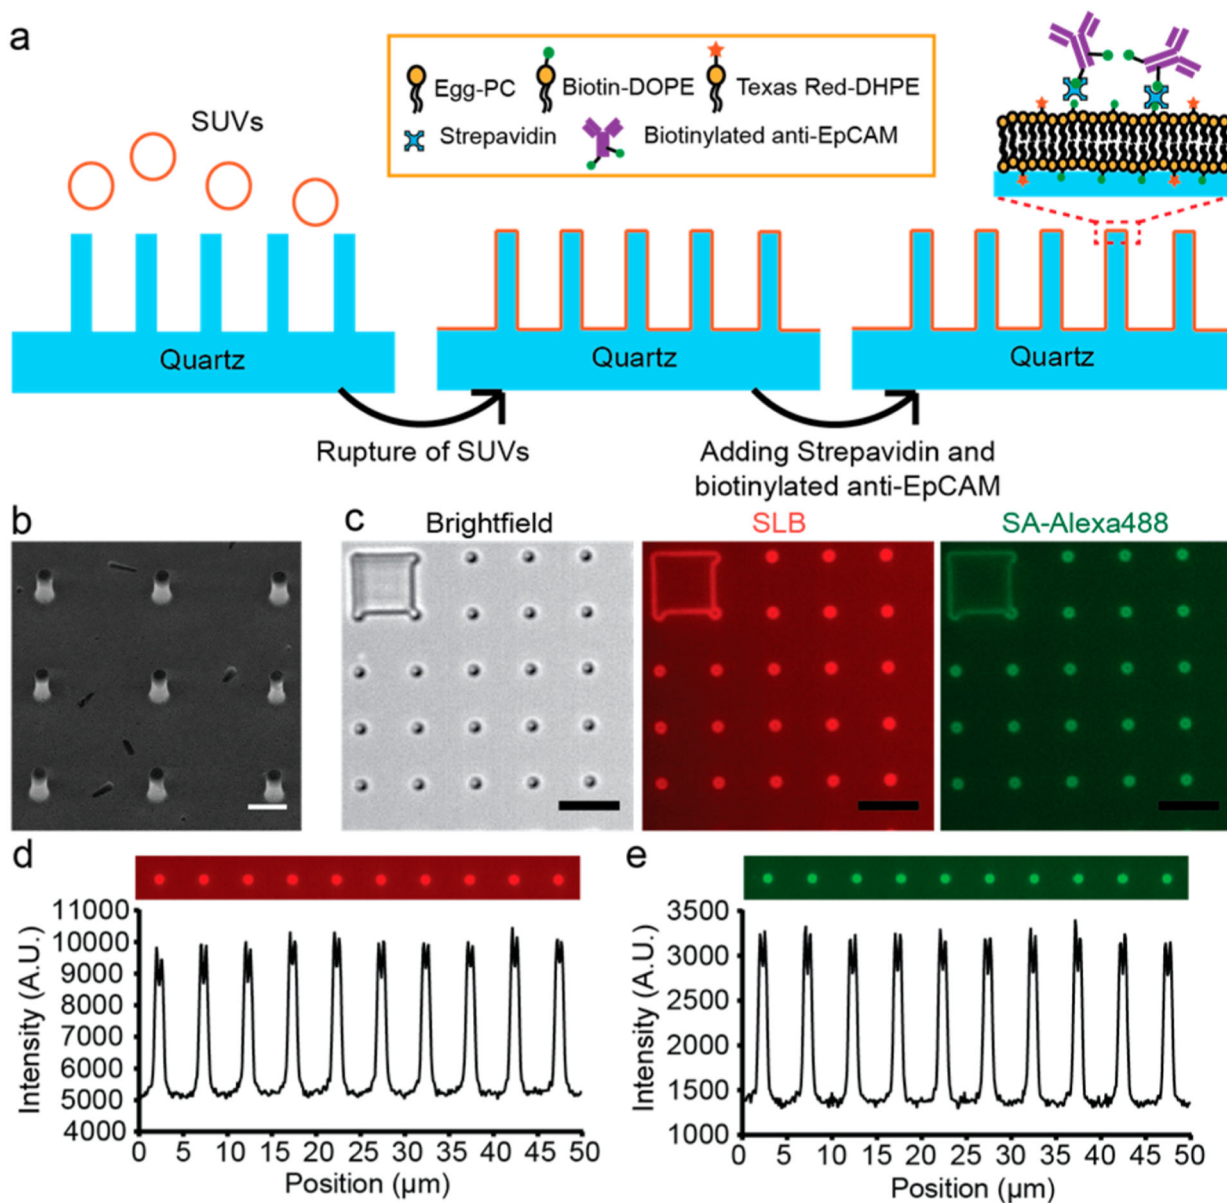 a
SUVs
Egg-PC Biotin-DOPE Texas Red-DHPE
Strepavidin Biotinylated anti-EpCAM
Quartz Quartz Quartz
Rupture of SUVs
Adding Strepavidin and
biotinylated anti-EpCAM
b
c
Brightfield SLB SA-Alexa488
d
11000
10000
9000
8000
7000
6000
5000
4000
Intensity (A.U.)
0 5 10 15 20 25 30 35 40 45 50
Position (µm)
e
3500
3000
2500
2000
1500
1000
Intensity (A.U.)
0 5 10 15 20 25 30 35 40 45 50
Position (µm)